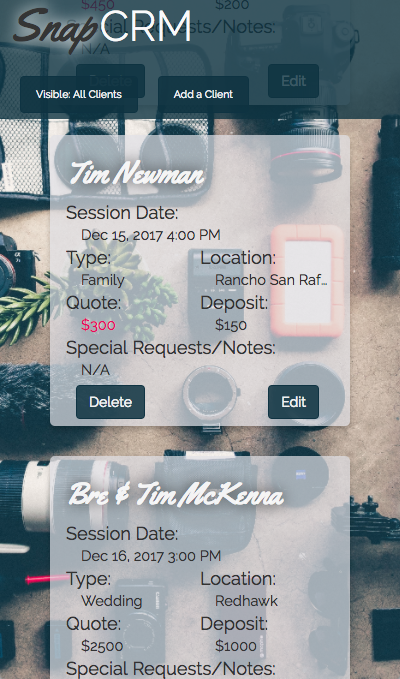 $450 $200
Special Requests/Notes:
SnapCRM
N/A
Delete Edit
Visible: All Clients Add a Client
Tim Newman
Session Date:
Dec 15, 2017 4:00 PM
Type: Location:
Family Rancho San Raf...
Quote: Deposit:
$300 $150
Special Requests/Notes:
N/A
Delete Edit
Bre & Tim McKenna
Session Date:
Dec 16, 2017 3:00 PM
Type: Location:
Wedding Redhawk
Quote: Deposit:
$2500 $1000
Special Requests/Notes: